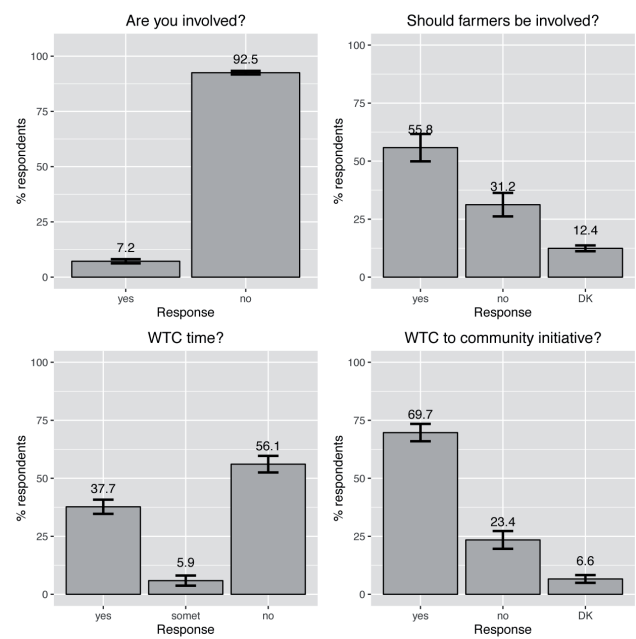 Are you involved?
100
75
50
25
0
% respondents
7.2
92.5
yes no
Response
Should farmers be involved?
100
75
50
25
0
% respondents
55.8
31.2
12.4
yes no DK
Response
WTC time?
100
75
50
25
0
% respondents
37.7
5.9
56.1
yes somet no
Response
WTC to community initiative?
100
75
50
25
0
% respondents
69.7
23.4
6.6
yes no DK
Response